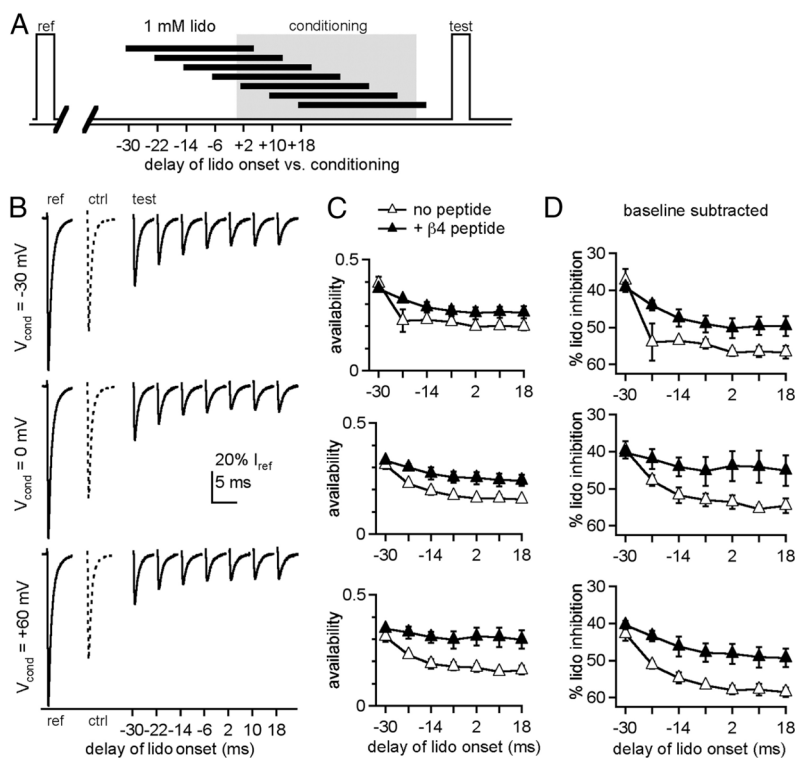 A
ref
1 mM lido
conditioning
test
-30 -22 -14 -6 +2 +10 +18
delay of lido onset vs. conditioning
B
ref ctrl test
Vcond = -30 mV
Vcond = 0 mV
20% Iref
5 ms
Vcond = +60 mV
ref ctrl
-30 -22 -14 -6 2 10 18
delay of lido onset (ms)
C
no peptide
+ β4 peptide
availability
0.5
0
-30 -14 2 18
availability
0.5
0
-30 -14 2 18
availability
0.5
0
-30 -14 2 18
delay of lido onset (ms)
D
baseline subtracted
% lido inhibition
30
40
50
60
-30 -14 2 18
% lido inhibition
30
40
50
60
-30 -14 2 18
% lido inhibition
30
40
50
60
-30 -14 2 18
delay of lido onset (ms)